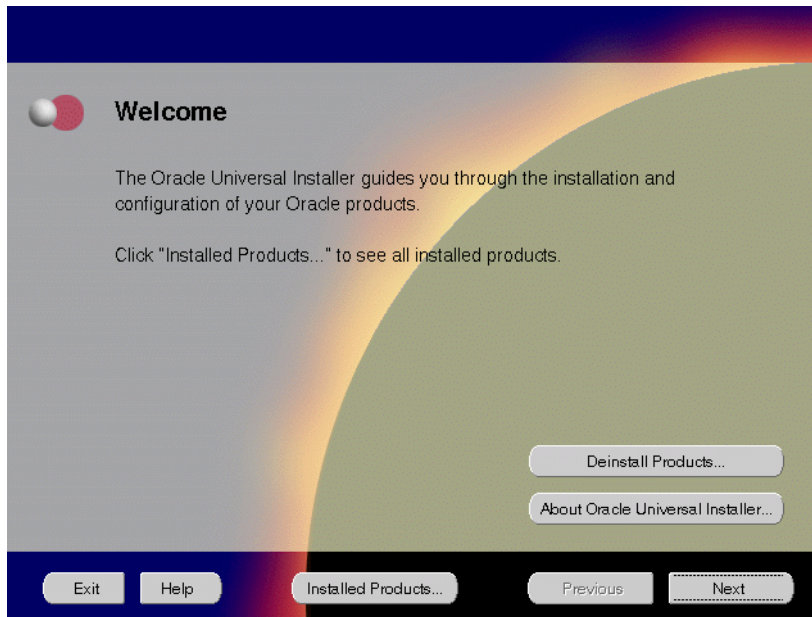 Welcome
The Oracle Universal Installer guides you through the installation and
configuration of your Oracle products.
Click "Installed Products..." to see all installed products.
Deinstall Products...
About Oracle Universal Installer...
Exit
Help
Installed Products...
Previous
Next